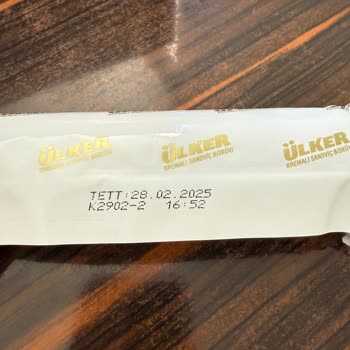 ÜLKER
KREMALI SANDVİÇ BİSKÜVİ
ÜLKER
KREMALI SANDVİÇ BİSKÜVİ
ÜLKER
KREMALI SANDVİÇ BİSKÜVİ
TETT:28.02.2025
K2902-2 16:52